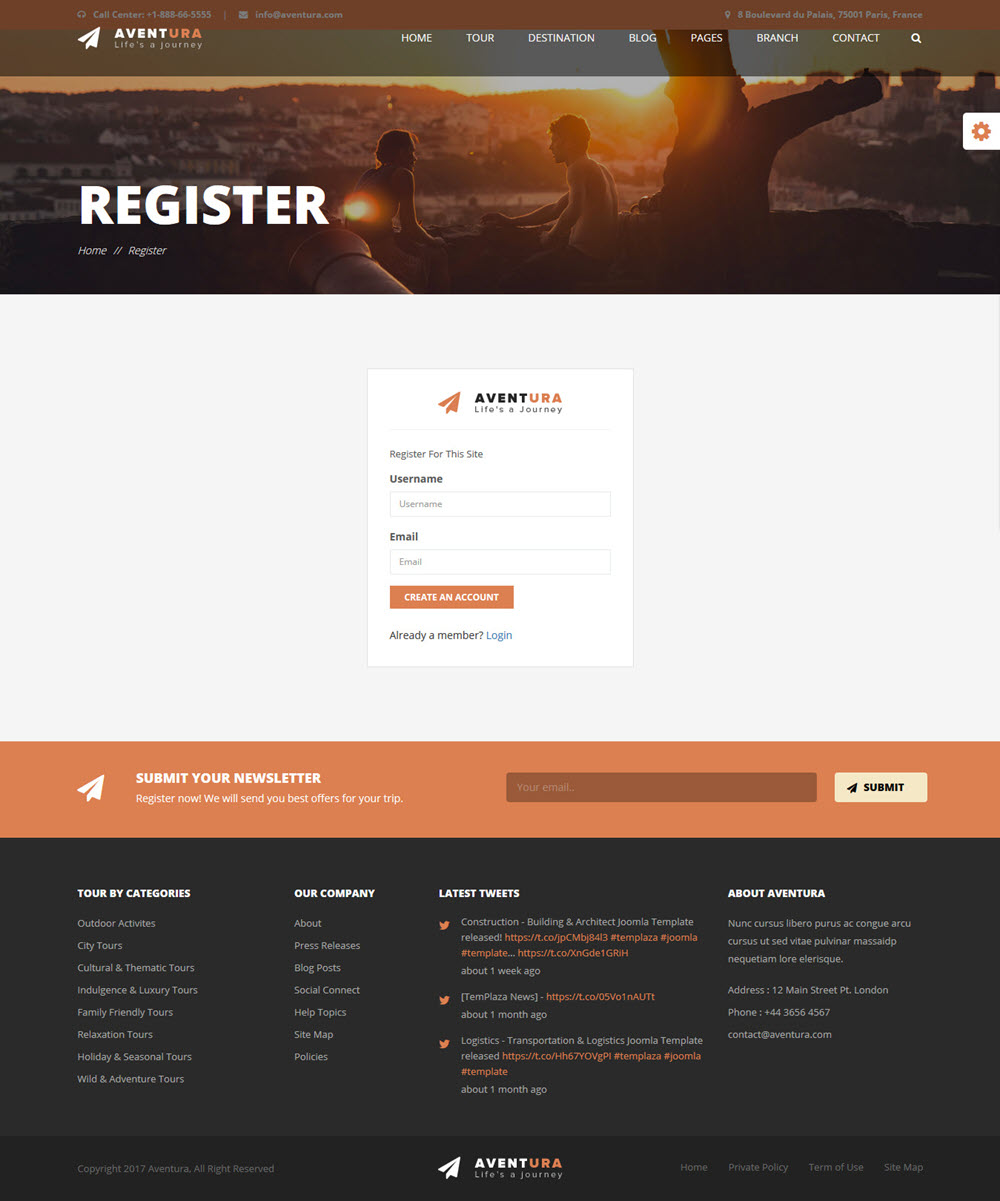 Call Center: +1-888-66-5555 | info@aventura.com
8 Boulevard du Palais, 75001 Paris, France
AVENTURA
Life's a Journey
HOME TOUR DESTINATION BLOG PAGES BRANCH CONTACT
REGISTER
Home // Register
AVENTURA
Life's a Journey
Register For This Site
Username
Username
Email
Email
CREATE AN ACCOUNT
Already a member? Login
SUBMIT YOUR NEWSLETTER
Register now! We will send you best offers for your trip.
Your email..
SUBMIT
TOUR BY CATEGORIES
Outdoor Activites
City Tours
Cultural & Thematic Tours
Indulgence & Luxury Tours
Family Friendly Tours
Relaxation Tours
Holiday & Seasonal Tours
Wild & Adventure Tours
OUR COMPANY
About
Press Releases
Blog Posts
Social Connect
Help Topics
Site Map
Policies
LATEST TWEETS
Construction - Building & Architect Joomla Template
released! https://t.co/jpCMbj84l3 #templaza #joomla
#template... https://t.co/XnGde1GRiH
about 1 week ago
[TemPlaza News] - https://t.co/05Vo1nAUTt
about 1 month ago
Logistics - Transportation & Logistics Joomla Template
released https://t.co/Hh67YOVgPI #templaza #joomla
#template
about 1 month ago
ABOUT AVENTURA
Nunc cursus libero purus ac congue arcu
cursus ut sed vitae pulvinar massaidp
nequetiam lore elerisque.
Address : 12 Main Street Pt. London
Phone : +44 3656 4567
contact@aventura.com
Copyright 2017 Aventura, All Right Reserved
AVENTURA
Life's a Journey
Home Private Policy Term of Use Site Map